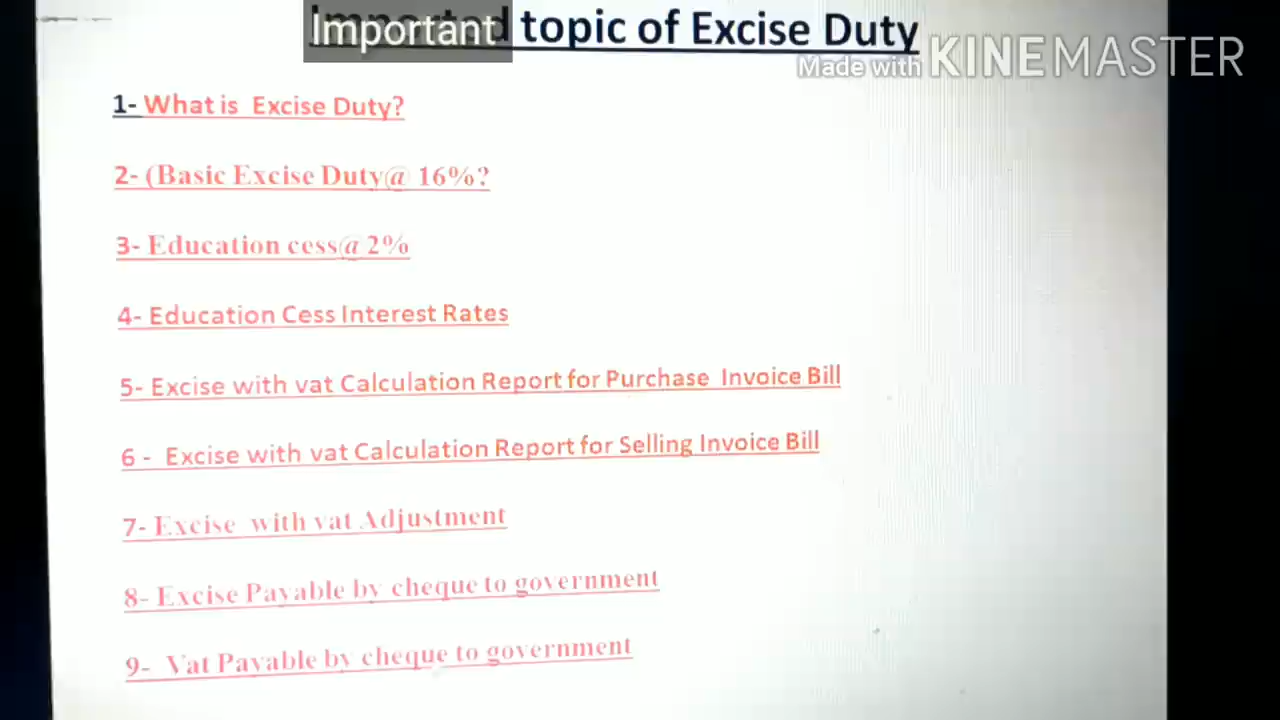 Important topic of Excise Duty
Made with KINEMASTER
1- What is Excise Duty?
2- (Basic Excise Duty@ 16%?
3- Education cess@ 2%
4- Education Cess Interest Rates
5- Excise with vat Calculation Report for Purchase Invoice Bill
6 - Excise with vat Calculation Report for Selling Invoice Bill
7- Excise with vat Adjustment
8- Excise Payable by cheque to government
9- Vat Payable by cheque to government